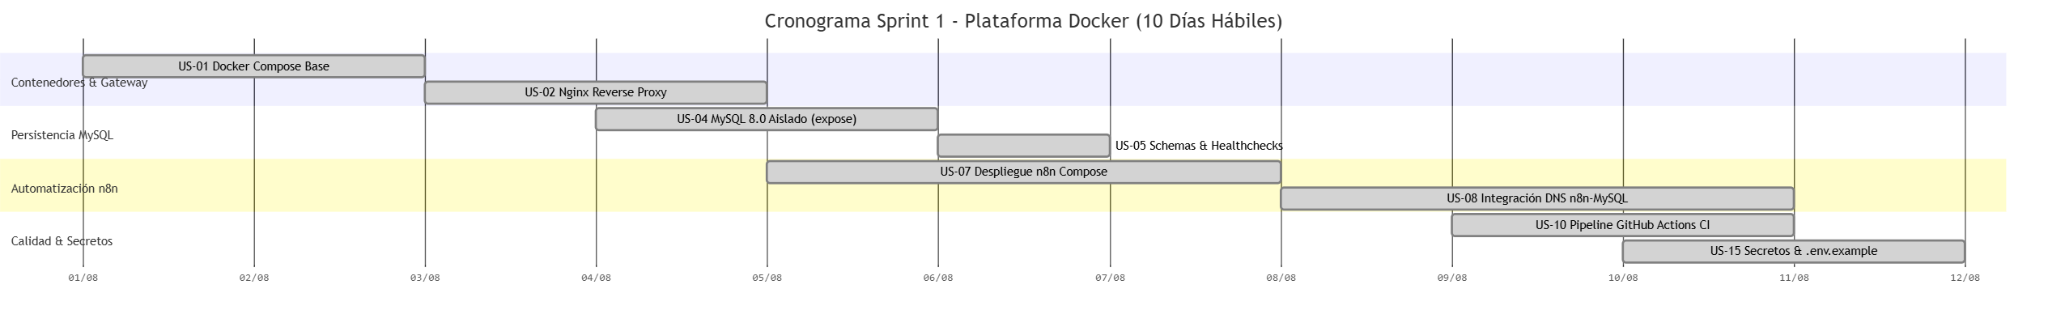 Cronograma Sprint 1 - Plataforma Docker (10 Días Hábiles)
Contenedores & Gateway
US-01 Docker Compose Base
US-02 Nginx Reverse Proxy
Persistencia MySQL
US-04 MySQL 8.0 Aislado (expose)
US-05 Schemas & Healthchecks
Automatización n8n
US-07 Despliegue n8n Compose
US-08 Integración DNS n8n-MySQL
Calidad & Secretos
US-10 Pipeline GitHub Actions CI
US-15 Secretos & .env.example
01/08 02/08 03/08 04/08 05/08 06/08 07/08 08/08 09/08 10/08 11/08 12/08